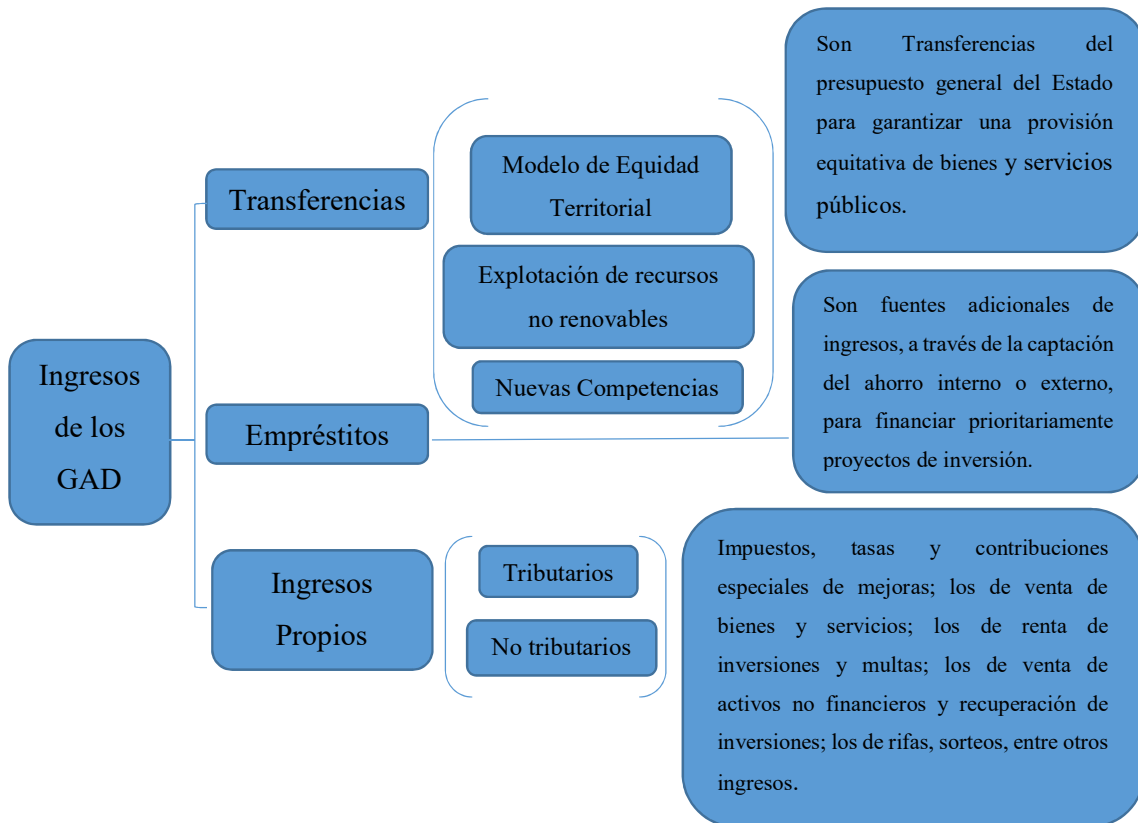 Ingresos
de los
GAD
Transferencias
Modelo de Equidad
Territorial
Explotación de recursos
no renovables
Nuevas Competencias
Son Transferencias del
presupuesto general del Estado
para garantizar una provisión
equitativa de bienes y servicios
públicos.
Empréstitos
Son fuentes adicionales de
ingresos, a través de la captación
del ahorro interno o externo,
para financiar prioritariamente
proyectos de inversión.
Ingresos
Propios
Tributarios
No tributarios
Impuestos, tasas y contribuciones
especiales de mejoras; los de venta de
bienes y servicios; los de renta de
inversiones y multas; los de venta de
activos no financieros y recuperación de
inversiones; los de rifas, sorteos, entre otros
ingresos.